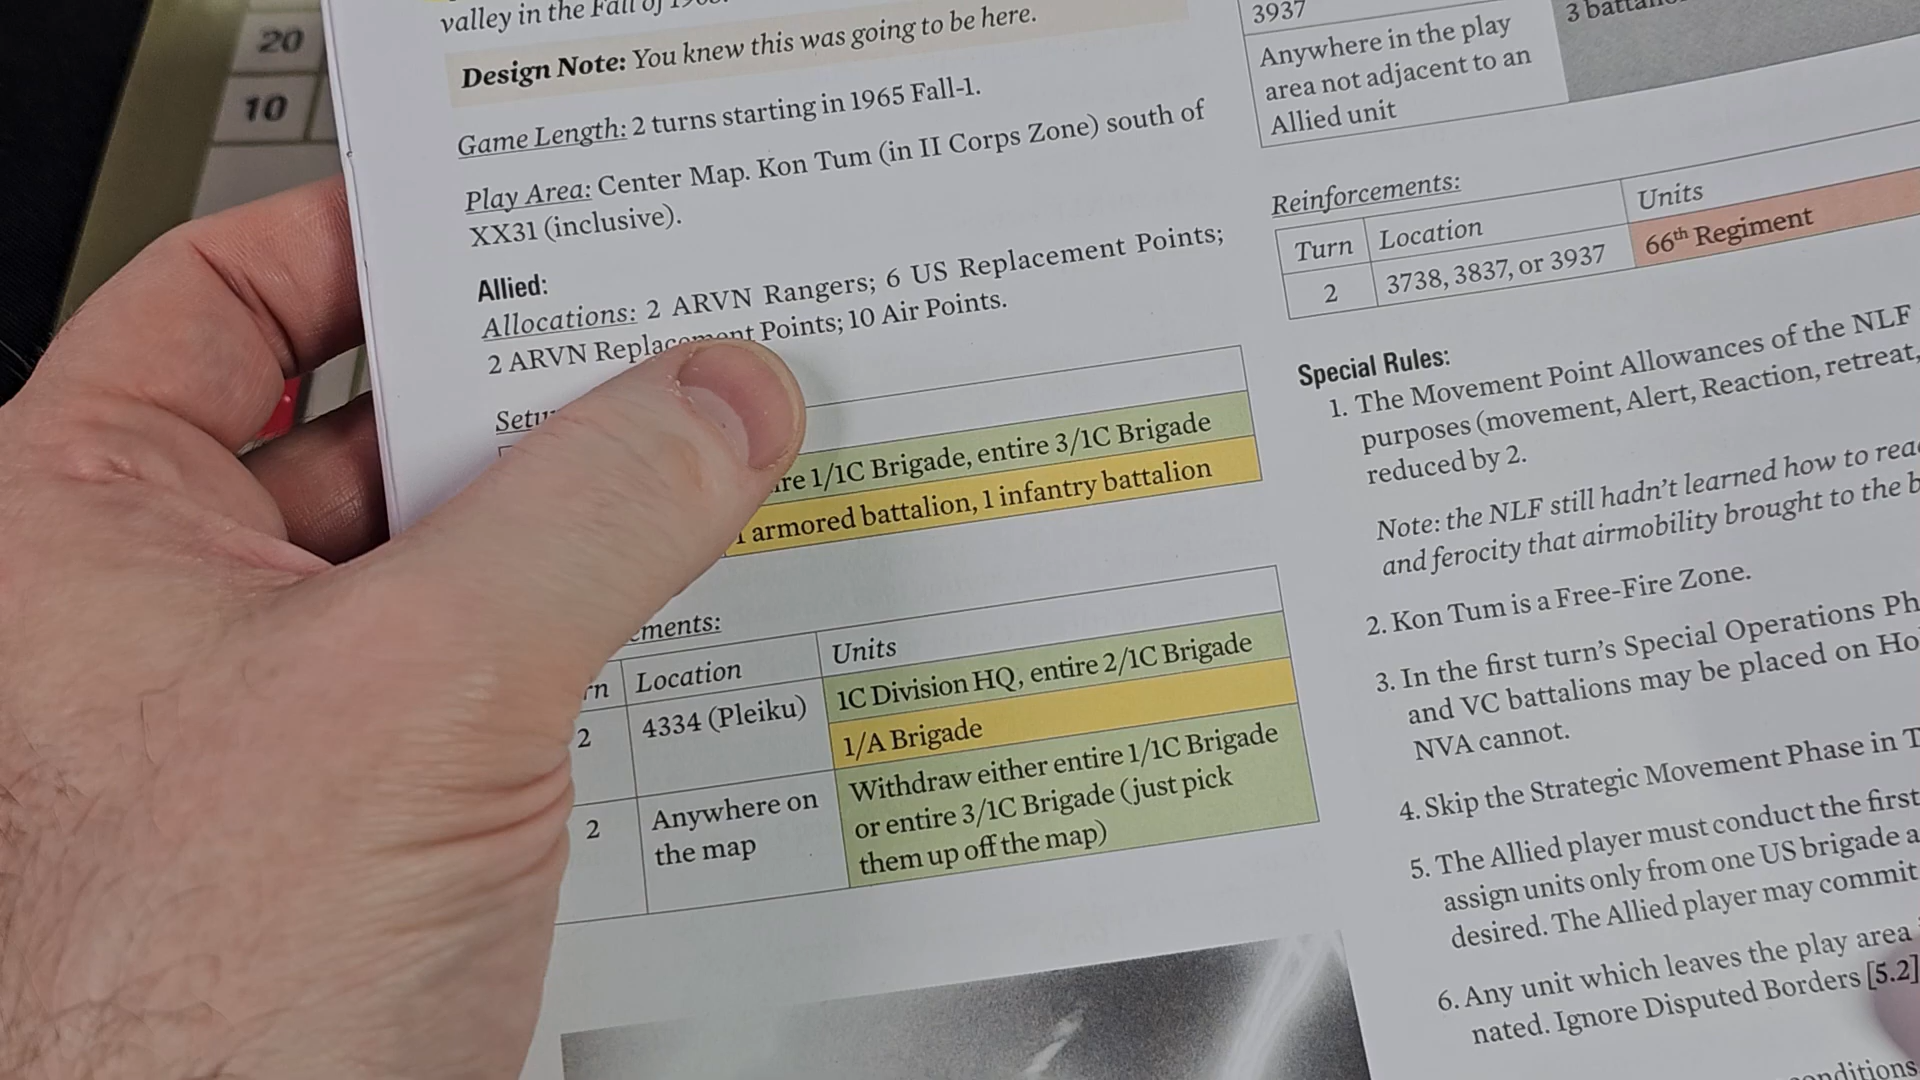 20
10
valley in the Fall of
Design Note: You knew this was going to be here.
Game Length: 2 turns starting in 1965 Fall-1.
Play Area: Center Map. Kon Tum (in II Corps Zone) south of
XX31 (inclusive).
Allied:
Allocations: 2 ARVN Rangers; 6 US Replacement Points;
2 ARVN Replacement Points; 10 Air Points.
1/1C Brigade, entire 3/1C Brigade
1 armored battalion, 1 infantry battalion
Location Units
2 4334 (Pleiku) 1C Division HQ, entire 2/1C Brigade
1/A Brigade
2 Anywhere on
the map
Withdraw either entire 1/1C Brigade
or entire 3/1C Brigade (just pick
them up off the map)
3937
3
Anywhere in the play
area not adjacent to an
Allied unit
Reinforcements:
Turn Location Units
2 3738, 3837, or 3937 66th Regiment
Special Rules:
1. The Movement Point Allowances of the NLF
purposes (movement, Alert, Reaction, retreat,
reduced by 2.
Note: the NLF still hadn't learned how to
and ferocity that airmobility brought to the
2. Kon Tum is a Free-Fire Zone.
3. In the first turn's Special Operations
and VC battalions may be placed on
NVA cannot.
4. Skip the Strategic Movement Phase in
5. The Allied player must conduct the first
assign units only from one US brigade
desired. The Allied player may commit
6. Any unit which leaves the play area
nated. Ignore Disputed Borders [5.2]